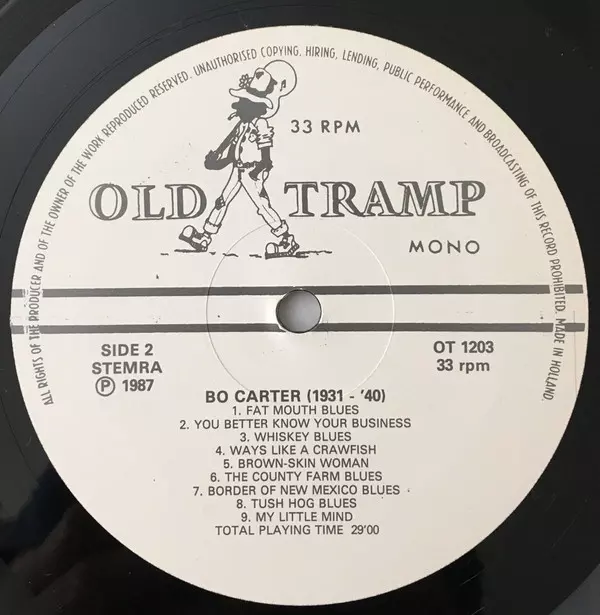 ALL RIGHTS OF THE PRODUCER AND OF THE OWNER OF THE WORK REPRODUCED RESERVED. UNAUTHORISED COPYING, HIRING, LENDING, PUBLIC PERFORMANCE AND BROADCASTING OF THIS RECORD PROHIBITED. MADE IN HOLLAND.
33 RPM
OLD TRAMP
MONO
SIDE 2
STEMRA
Ⓟ 1987
OT 1203
33 rpm
BO CARTER (1931 - '40)
1. FAT MOUTH BLUES
2. YOU BETTER KNOW YOUR BUSINESS
3. WHISKEY BLUES
4. WAYS LIKE A CRAWFISH
5. BROWN-SKIN WOMAN
6. THE COUNTY FARM BLUES
7. BORDER OF NEW MEXICO BLUES
8. TUSH HOG BLUES
9. MY LITTLE MIND
TOTAL PLAYING TIME 29'00